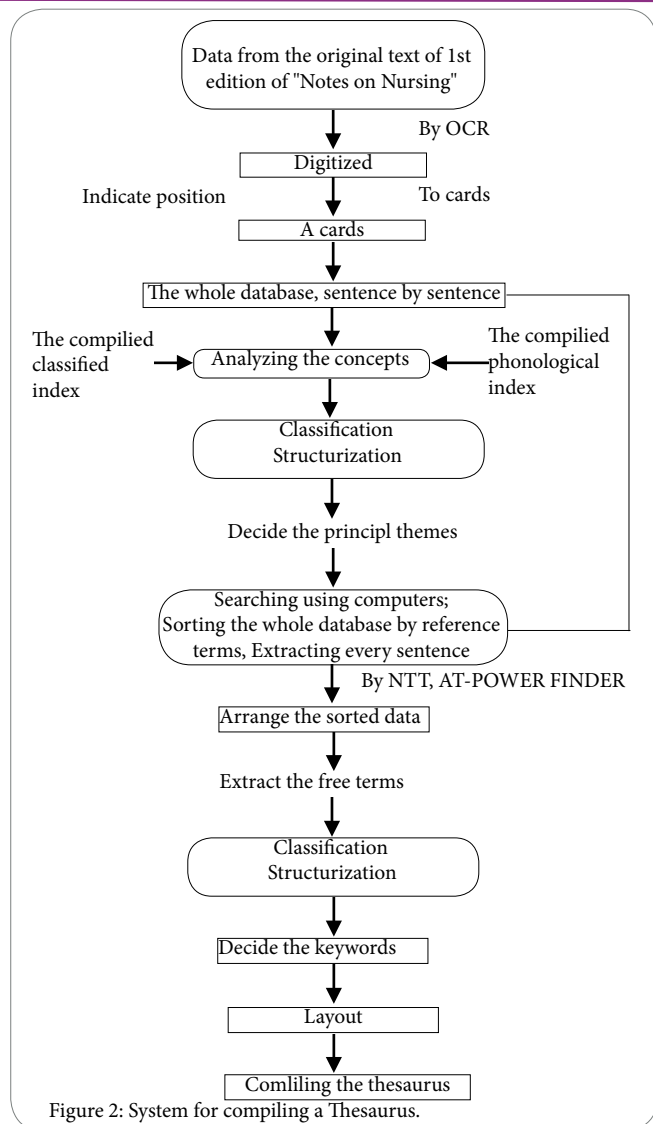 Data from the original text of 1st
edition of "Notes on Nursing"
By OCR
Digitized
Indicate position
To cards
A cards
The whole database, sentence by sentence
The compilied
classified
index
Analyzing the concepts
The compilied
phonological
index
Classification
Structurization
Decide the principl themes
Searching using computers;
Sorting the whole database by reference
terms, Extracting every sentence
By NTT, AT-POWER FINDER
Arrange the sorted data
Extract the free terms
Classification
Structurization
Decide the keywords
Layout
Comliling the thesaurus
Figure 2: System for compiling a Thesaurus.